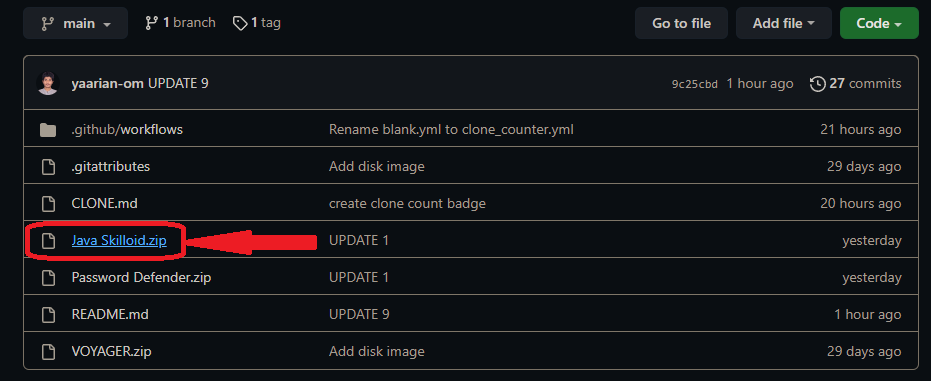 main 1 branch 1 tag Go to file Add file Code
yaarian-om UPDATE 9 9c25cbd 1 hour ago 27 commits
.github/workflows Rename blank.yml to clone_counter.yml 21 hours ago
.gitattributes Add disk image 29 days ago
CLONE.md create clone count badge 20 hours ago
Java Skilloid.zip UPDATE 1 yesterday
Password Defender.zip UPDATE 1 yesterday
README.md UPDATE 9 1 hour ago
VOYAGER.zip Add disk image 29 days ago